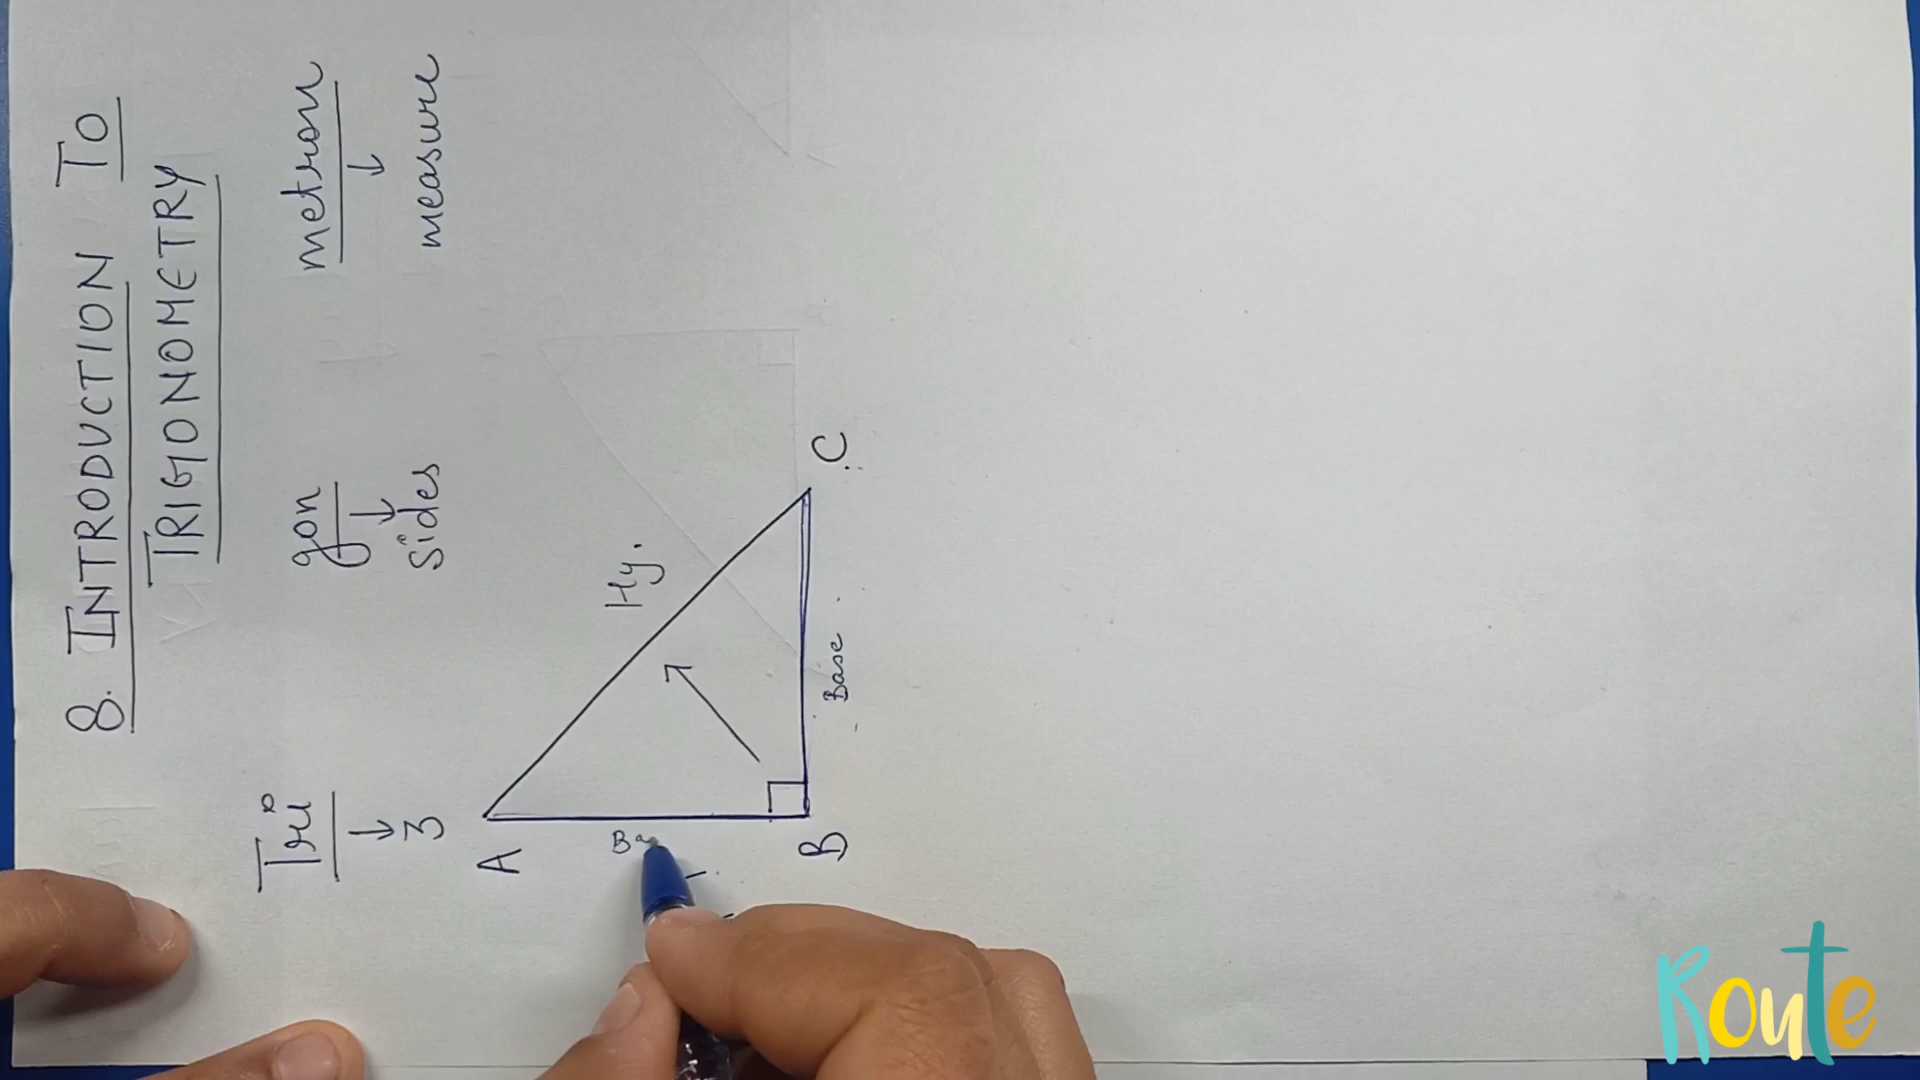 8. INTRODUCTION TO
TRIGONOMETRY
Tri gon metron
↓ ↓ ↓
3 sides measure
A
Hy.
C
Ba
B
Base
Route